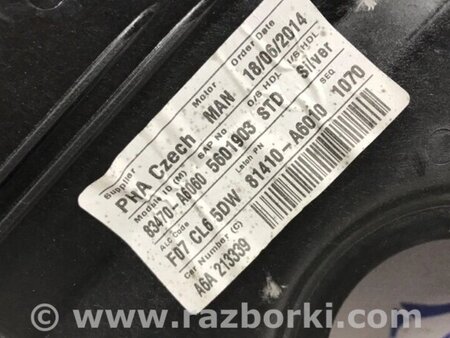 Supplier Motor Order Date
PHA Czech MAN 18/06/2014
Module ID (M) SAP No O/S HDL I/S HDL
83470-A6060 5601903 STD Silver
ALC Code Latch PN SEQ
F07 CL6 5DW 81410-A6010 1070
Car Number (C)
A6A 213339
www.razborki.com